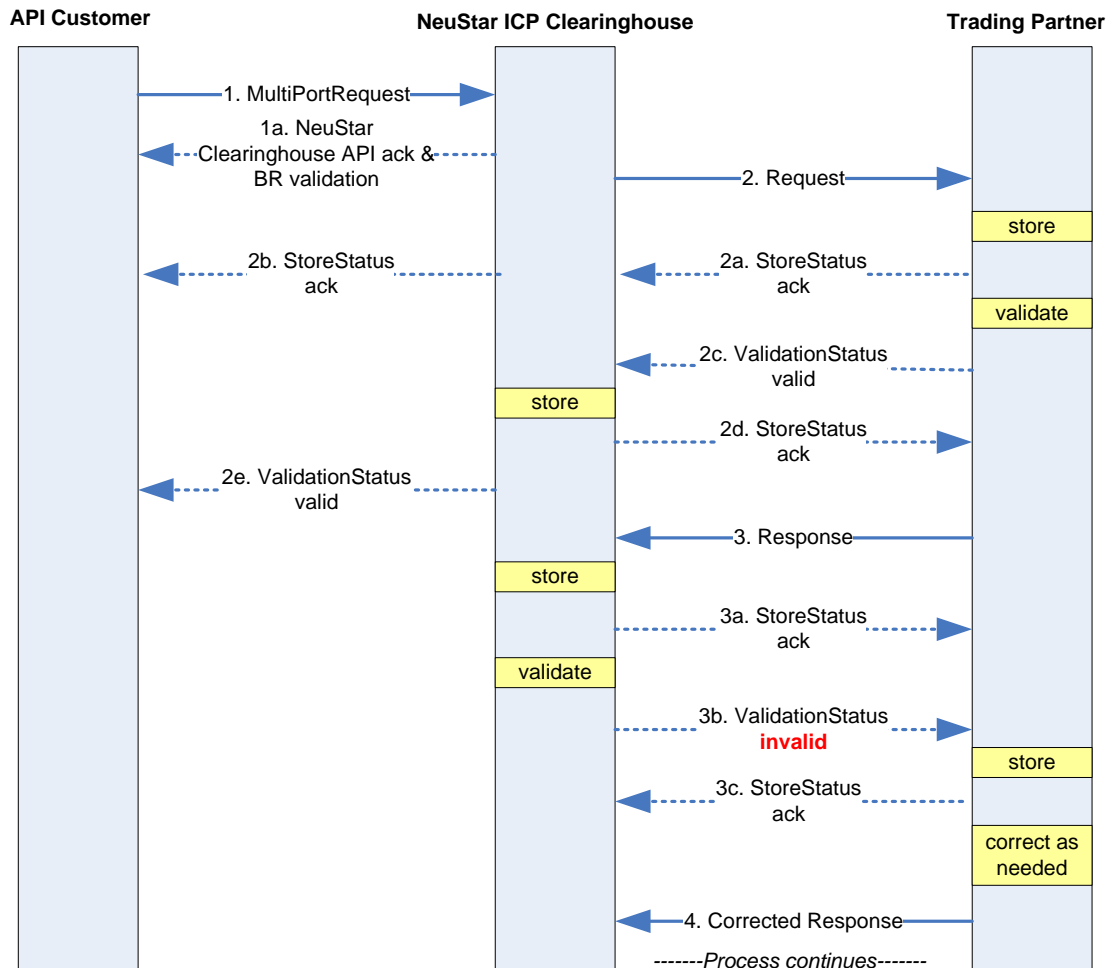 API Customer
NeuStar ICP Clearinghouse
Trading Partner
1. MultiPortRequest
1a. NeuStar
Clearinghouse API ack &
BR validation
2. Request
store
2b. StoreStatus
ack
2a. StoreStatus
ack
validate
2c. ValidationStatus
valid
store
2d. StoreStatus
ack
2e. ValidationStatus
valid
3. Response
store
3a. StoreStatus
ack
validate
3b. ValidationStatus
invalid
store
3c. StoreStatus
ack
correct as
needed
4. Corrected Response
-------Process continues-------